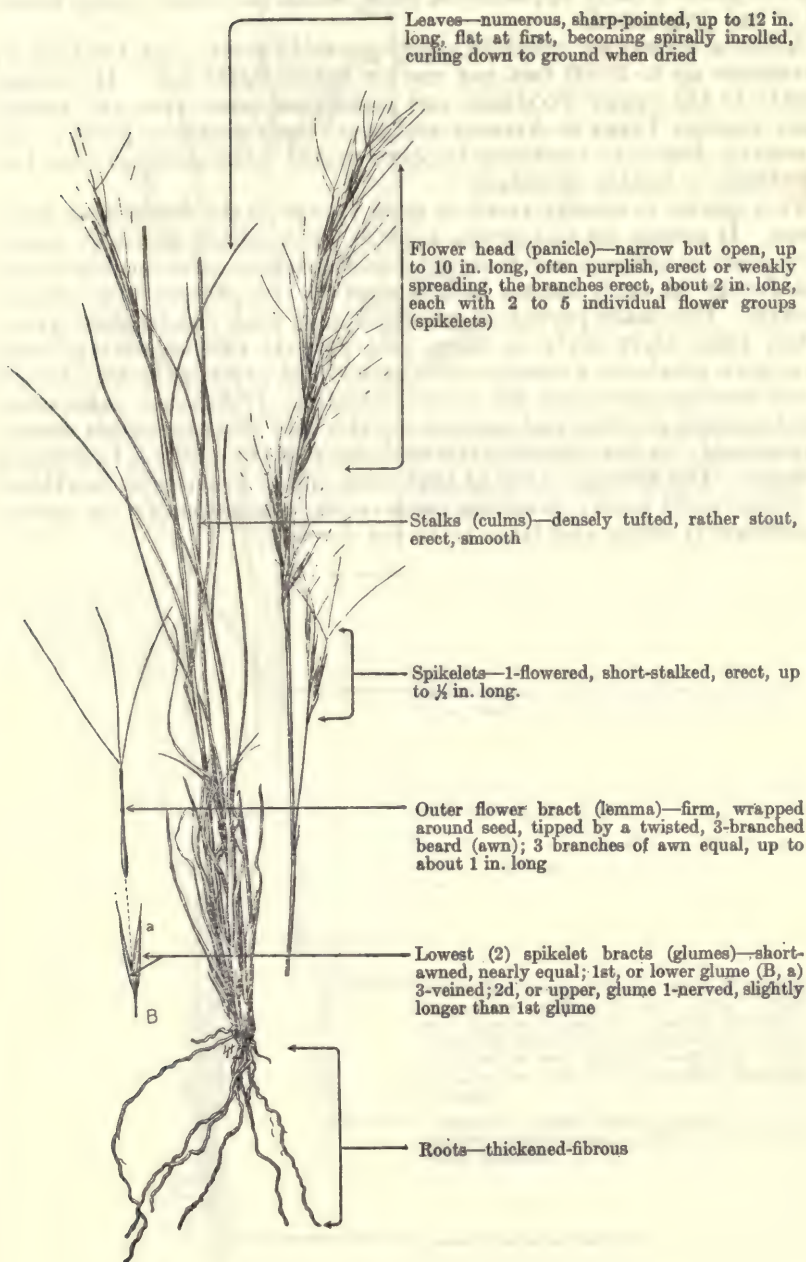 Leaves—numerous, sharp-pointed, up to 12 in.
long, flat at first, becoming spirally inrolled,
curling down to ground when dried
Flower head (panicle)—narrow but open, up
to 10 in. long, often purplish, erect or weakly
spreading, the branches erect, about 2 in. long,
each with 2 to 5 individual flower groups
(spikelets)
Stalks (culms)—densely tufted, rather stout,
erect, smooth
Spikelets—1-flowered, short-stalked, erect, up
to ½ in. long.
Outer flower bract (lemma)—firm, wrapped
around seed, tipped by a twisted, 3-branched
beard (awn); 3 branches of awn equal, up to
about 1 in. long
a
Lowest (2) spikelet bracts (glumes)—short-
awned, nearly equal; 1st, or lower glume (B, a)
3-veined; 2d, or upper, glume 1-nerved, slightly
longer than 1st glume
B
Roots—thickened-fibrous